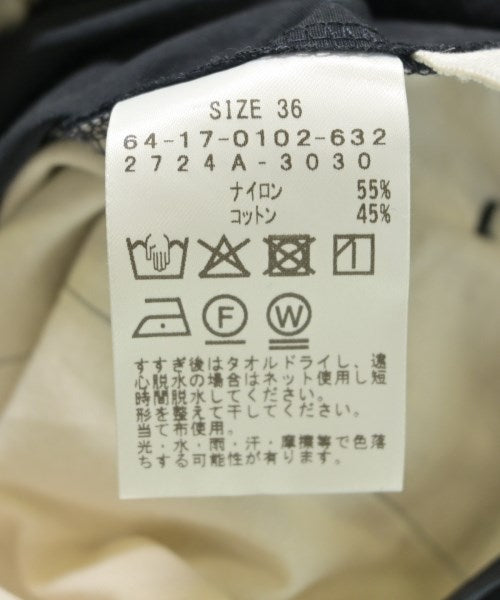 SIZE 36
64-17-0102-632
2724A-3030
ナイロン 55%
コットン 45%
F
W
すすぎ後はタオルドライし、遠
心脱水の場合はネット使用し短
時間脱水してください。
形を整えて干してください。
当て布使用。
光・水・雨・汗・摩擦等で色落
ちする可能性が有ります。